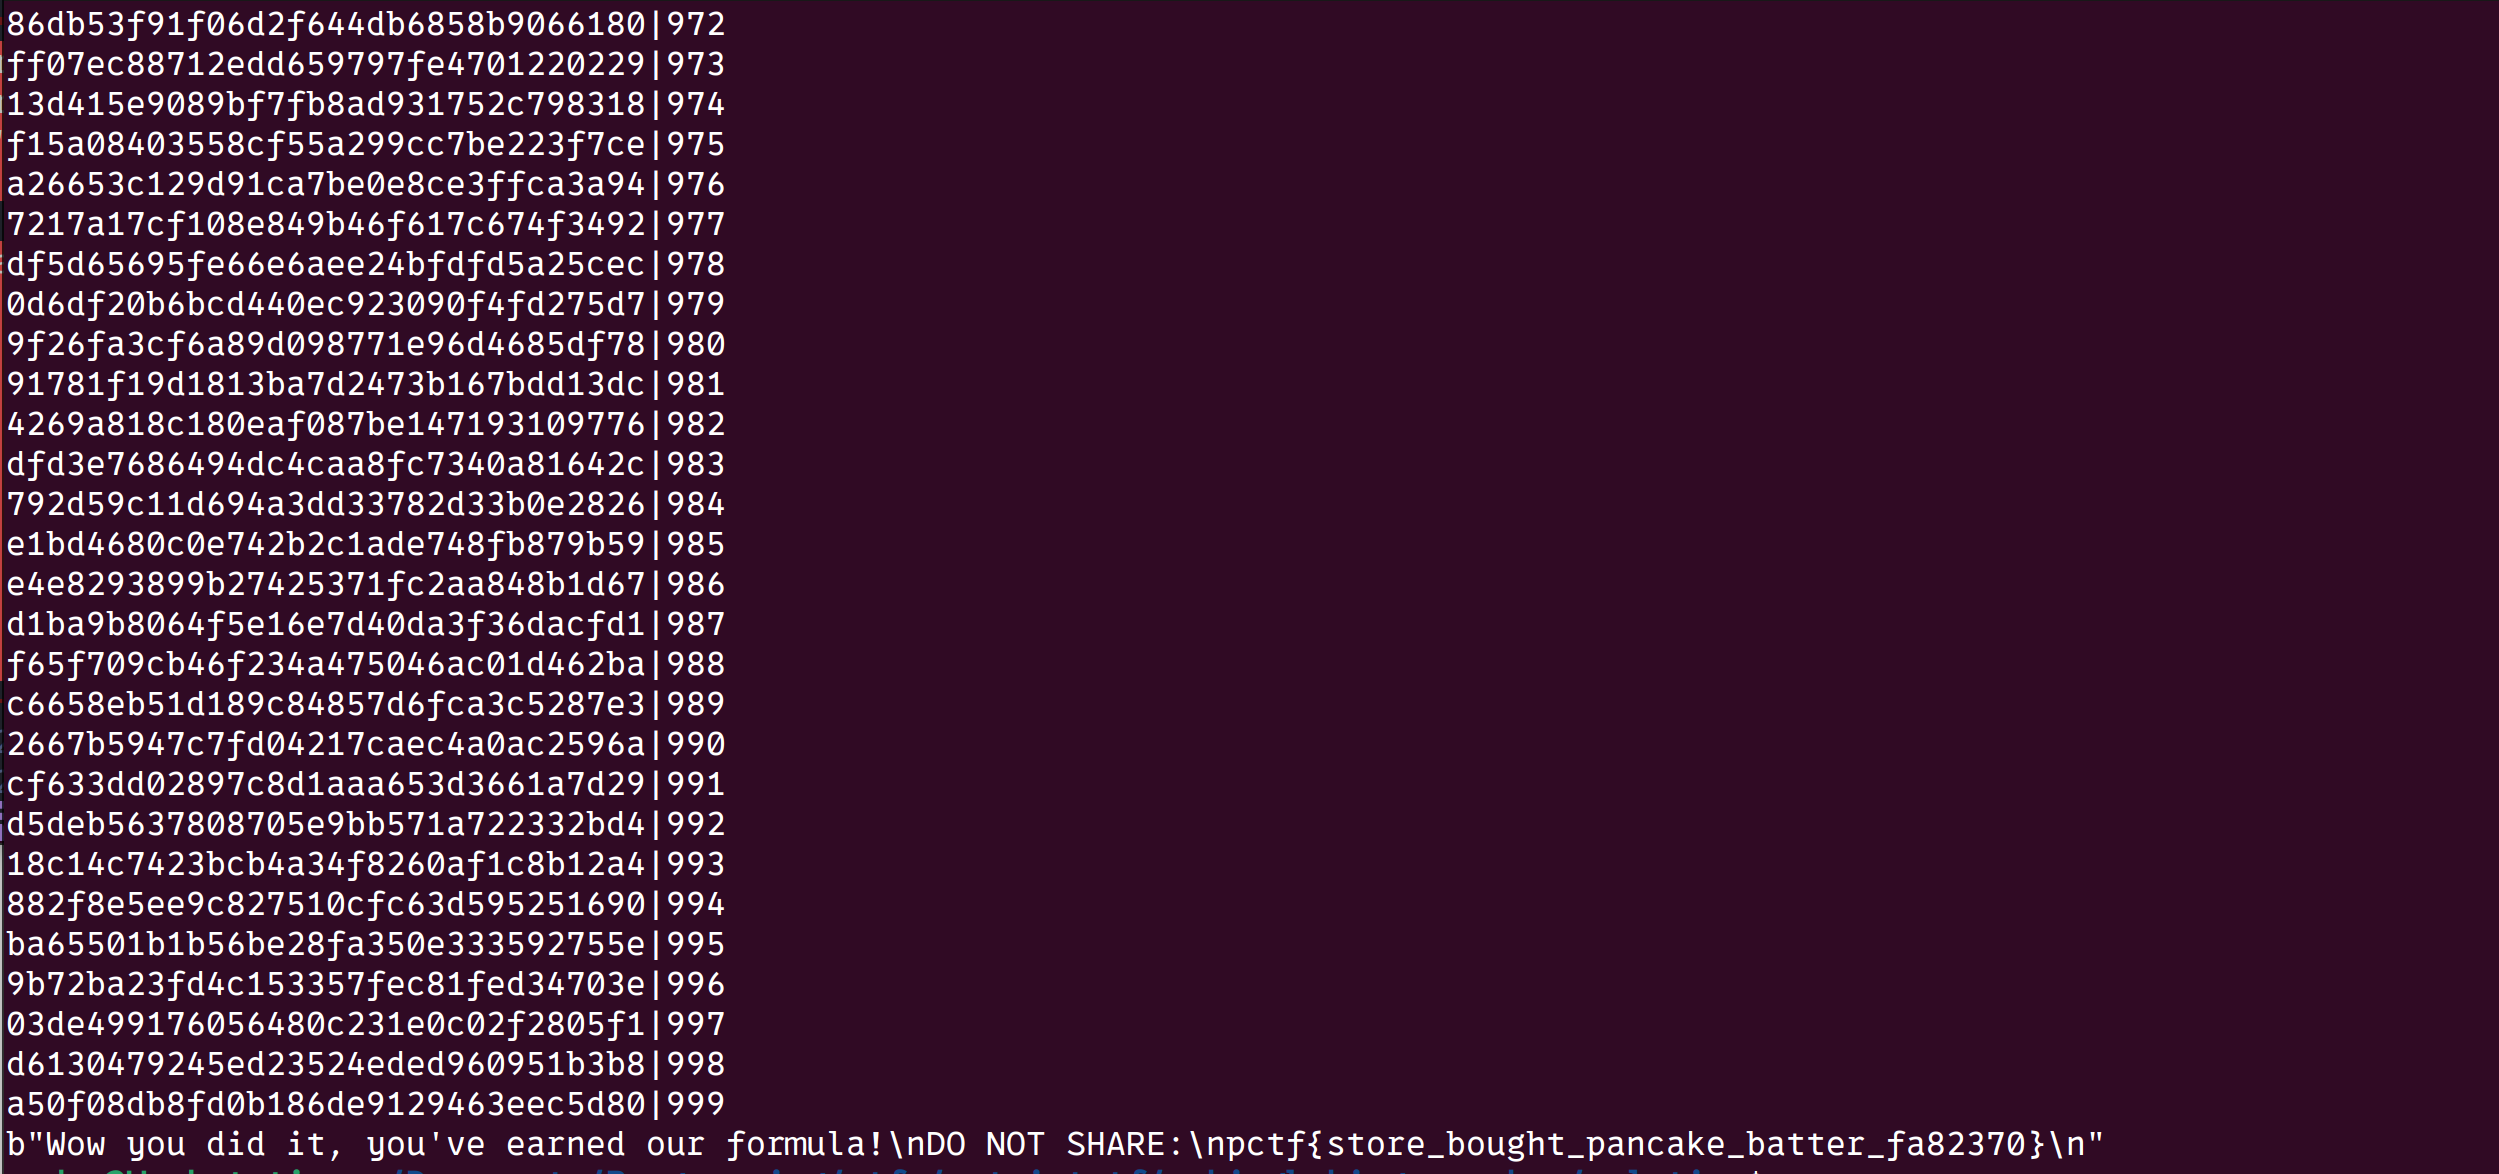 86db53f91f06d2f644db6858b9066180|972
ff07ec88712edd659797fe4701220229|973
13d415e9089bf7fb8ad931752c798318|974
f15a08403558cf55a299cc7be223f7ce|975
a26653c129d91ca7be0e8ce3ffca3a94|976
7217a17cf108e849b46f617c674f3492|977
df5d65695fe66e6aee24bfdfd5a25cec|978
0d6df20b6bcd440ec923090f4fd275d7|979
9f26fa3cf6a89d098771e96d4685df78|980
91781f19d1813ba7d2473b167bdd13dc|981
4269a818c180eaf087be147193109776|982
dfd3e7686494dc4caa8fc7340a81642c|983
792d59c11d694a3dd33782d33b0e2826|984
e1bd4680c0e742b2c1ade748fb879b59|985
e4e8293899b27425371fc2aa848b1d67|986
d1ba9b8064f5e16e7d40da3f36dacfd1|987
f65f709cb46f234a475046ac01d462ba|988
c6658eb51d189c84857d6fca3c5287e3|989
2667b5947c7fd04217caec4a0ac2596a|990
cf633dd02897c8d1aaa653d3661a7d29|991
d5deb5637808705e9bb571a722332bd4|992
18c14c7423bcb4a34f8260af1c8b12a4|993
882f8e5ee9c827510cfc63d595251690|994
ba65501b1b56be28fa350e333592755e|995
9b72ba23fd4c153357fec81fed34703e|996
03de499176056480c231e0c02f2805f1|997
d6130479245ed23524eded960951b3b8|998
a50f08db8fd0b186de9129463eec5d80|999
b"Wow you did it, you've earned our formula!\nDO NOT SHARE:\npctf{store_bought_pancake_batter_fa82370}\n"